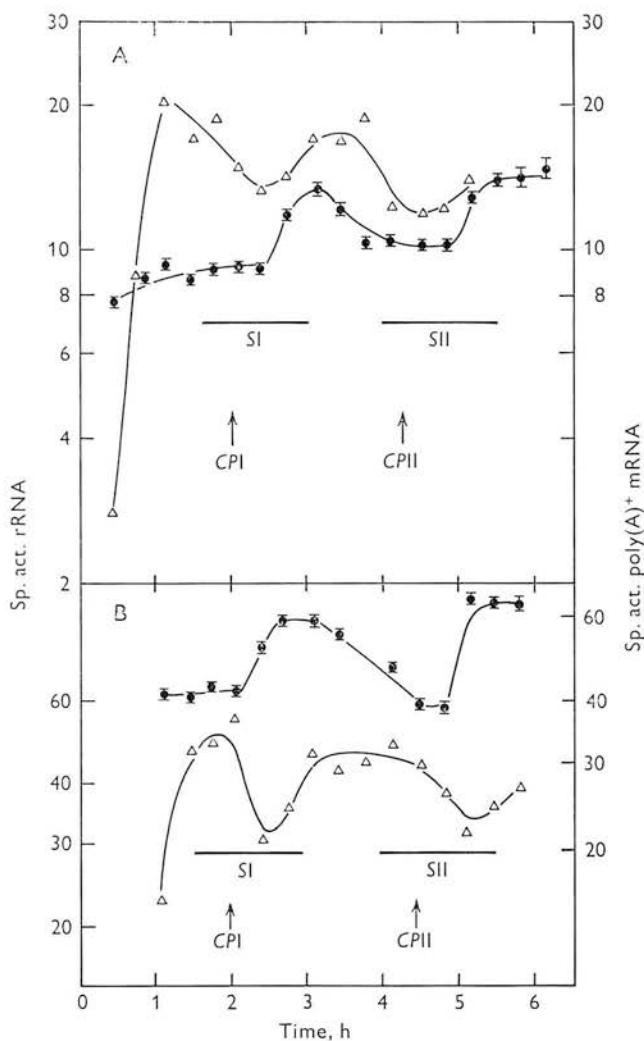 A
30
20
10
8
6
4
2
30
20
10
8
SI
SII
CPI
CPII
Sp. act. rRNA
Sp. act. poly(A)+ mRNA
B
60
40
30
20
60
40
30
20
SI
SII
CPI
CPII
0 1 2 3 4 5 6
Time, h